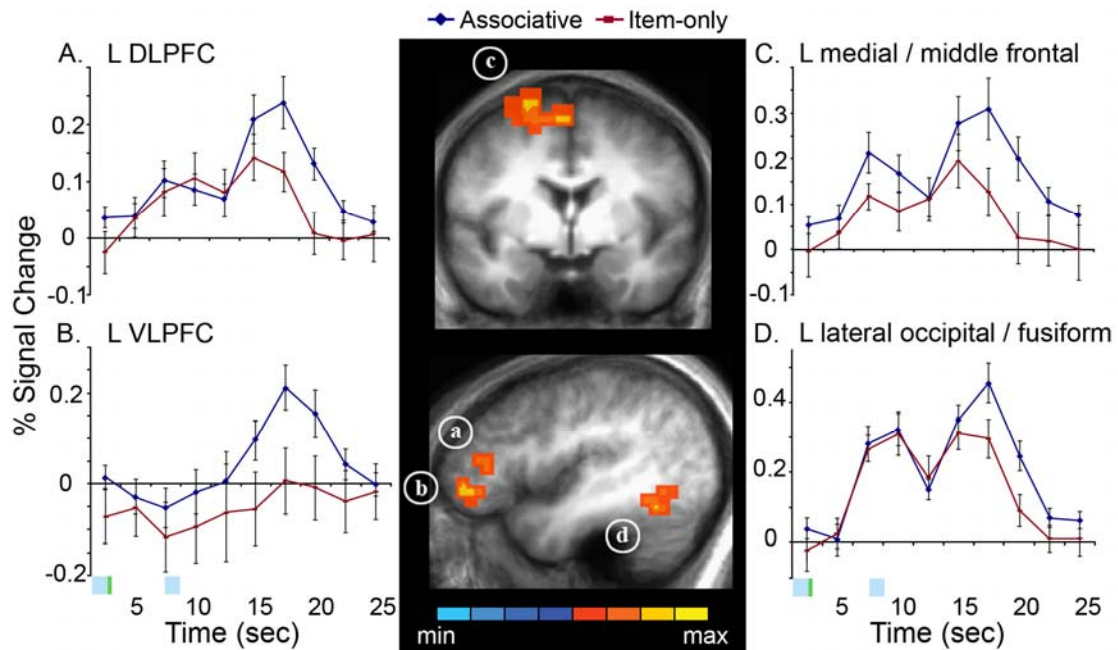 Associative Item-only
A. L DLPFC
0.2
0.1
0
-0.1
% Signal Change
B. L VLPFC
0.2
0
-0.2
5 10 15 20 25
Time (sec)
c
a
b
d
min max
C. L medial / middle frontal
0.3
0.2
0.1
0
-0.1
D. L lateral occipital / fusiform
0.4
0.2
0
5 10 15 20 25
Time (sec)